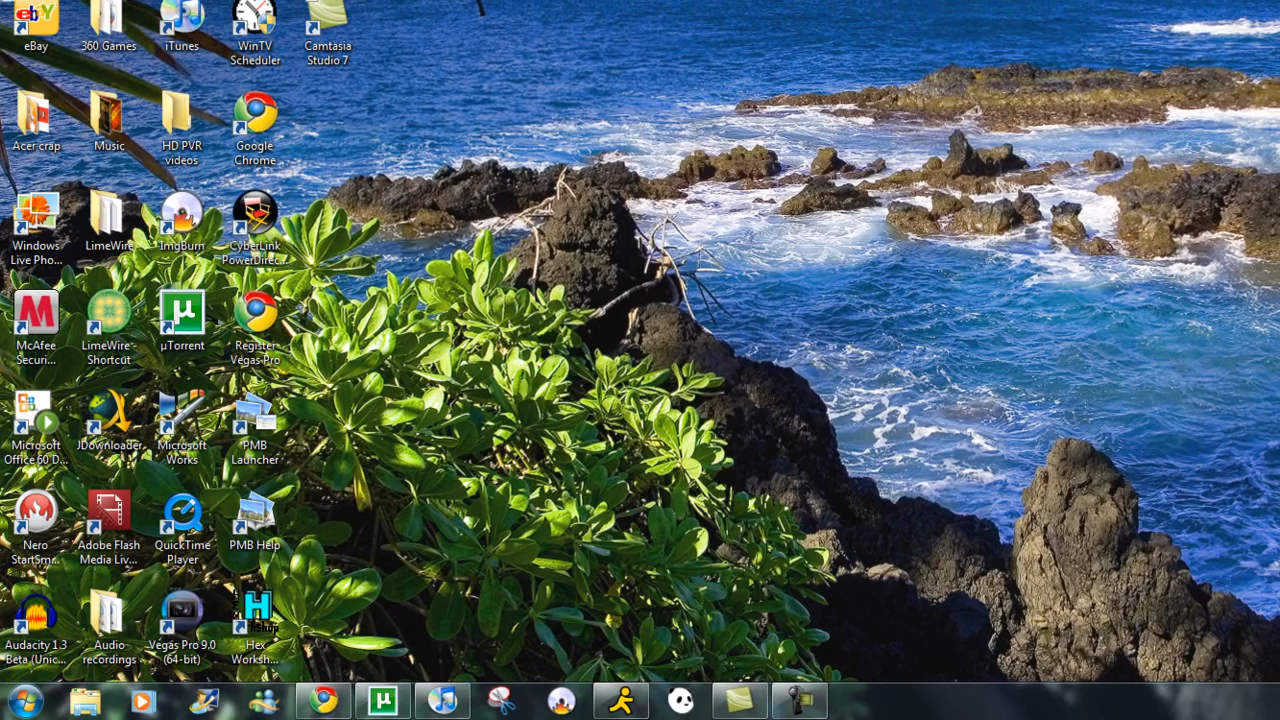 ebY
eBay
360 Games
iTunes
WinTV
Scheduler
Camtasia
Studio 7
Acer crap
Music
HD PVR
videos
Google
Chrome
Windows
Live Pho...
LimeWire
ImgBurn
CyberLink
PowerDirec...
McAfee
Securi...
LimeWire -
Shortcut
µ
µTorrent
Register
Vegas Pro
Microsoft
Office 60 D...
JDownloader
Microsoft
Works
PMB
Launcher
Nero
StartSm...
Adobe Flash
Media Liv...
QuickTime
Player
PMB Help
Audacity 1.3
Beta (Unic...
Audio
recordings
Vegas Pro 9.0
(64-bit)
H
Hex
Worksh...
µ